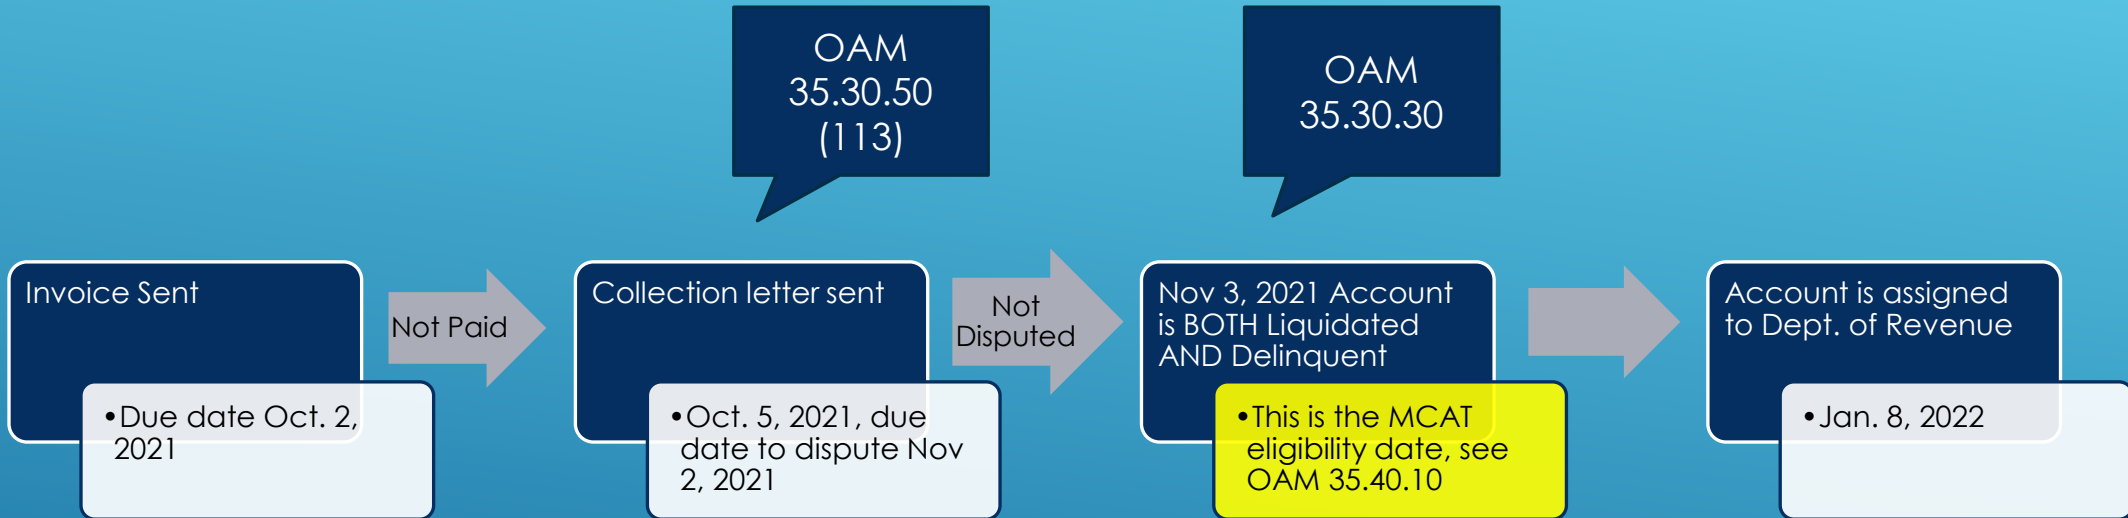 OAM
35.30.50
(113)
OAM
35.30.30
Invoice Sent
•Due date Oct. 2,
2021
Not Paid
Collection letter sent
•Oct. 5, 2021, due
date to dispute Nov
2, 2021
Not
Disputed
Nov 3, 2021 Account
is BOTH Liquidated
AND Delinquent
•This is the MCAT
eligibility date, see
OAM 35.40.10
Account is assigned
to Dept. of Revenue
•Jan. 8, 2022